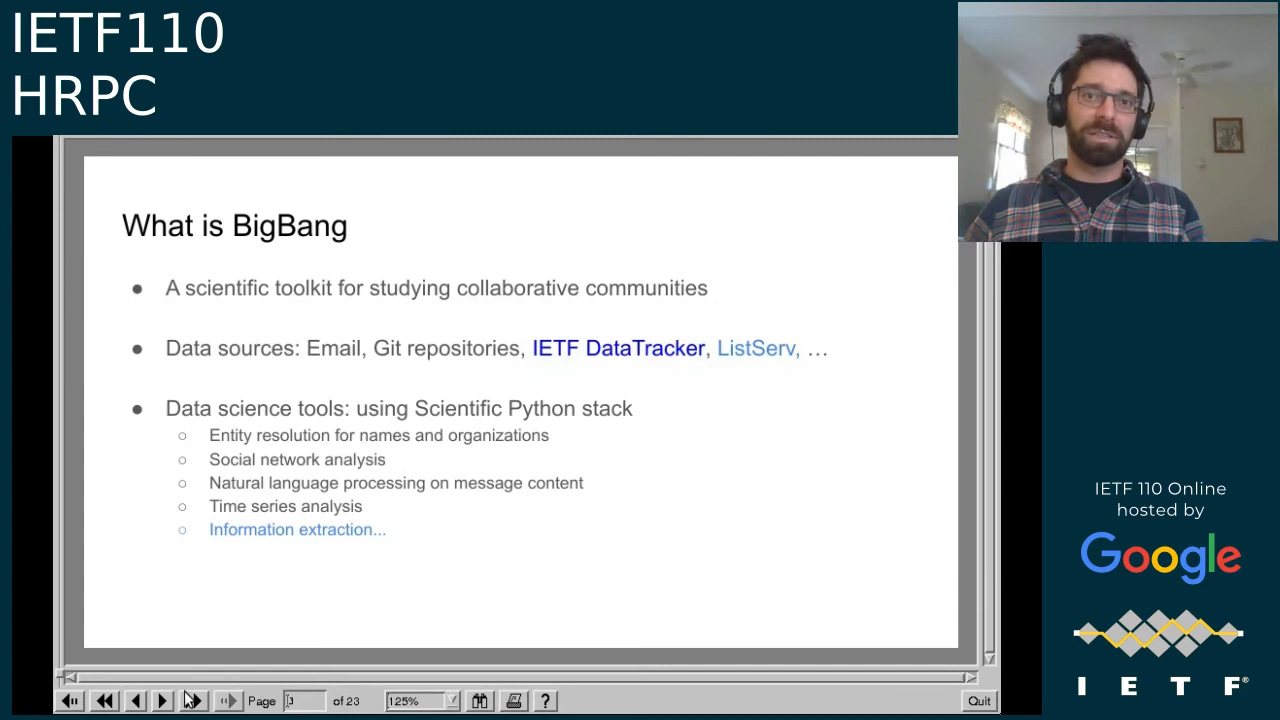 IETF110
HRPC
What is BigBang
● A scientific toolkit for studying collaborative communities
● Data sources: Email, Git repositories, IETF DataTracker, ListServ, …
● Data science tools: using Scientific Python stack
○ Entity resolution for names and organizations
○ Social network analysis
○ Natural language processing on message content
○ Time series analysis
○ Information extraction...
IETF 110 Online
hosted by
Google
I E T F®
Page 3 of 23 125% ? Quit